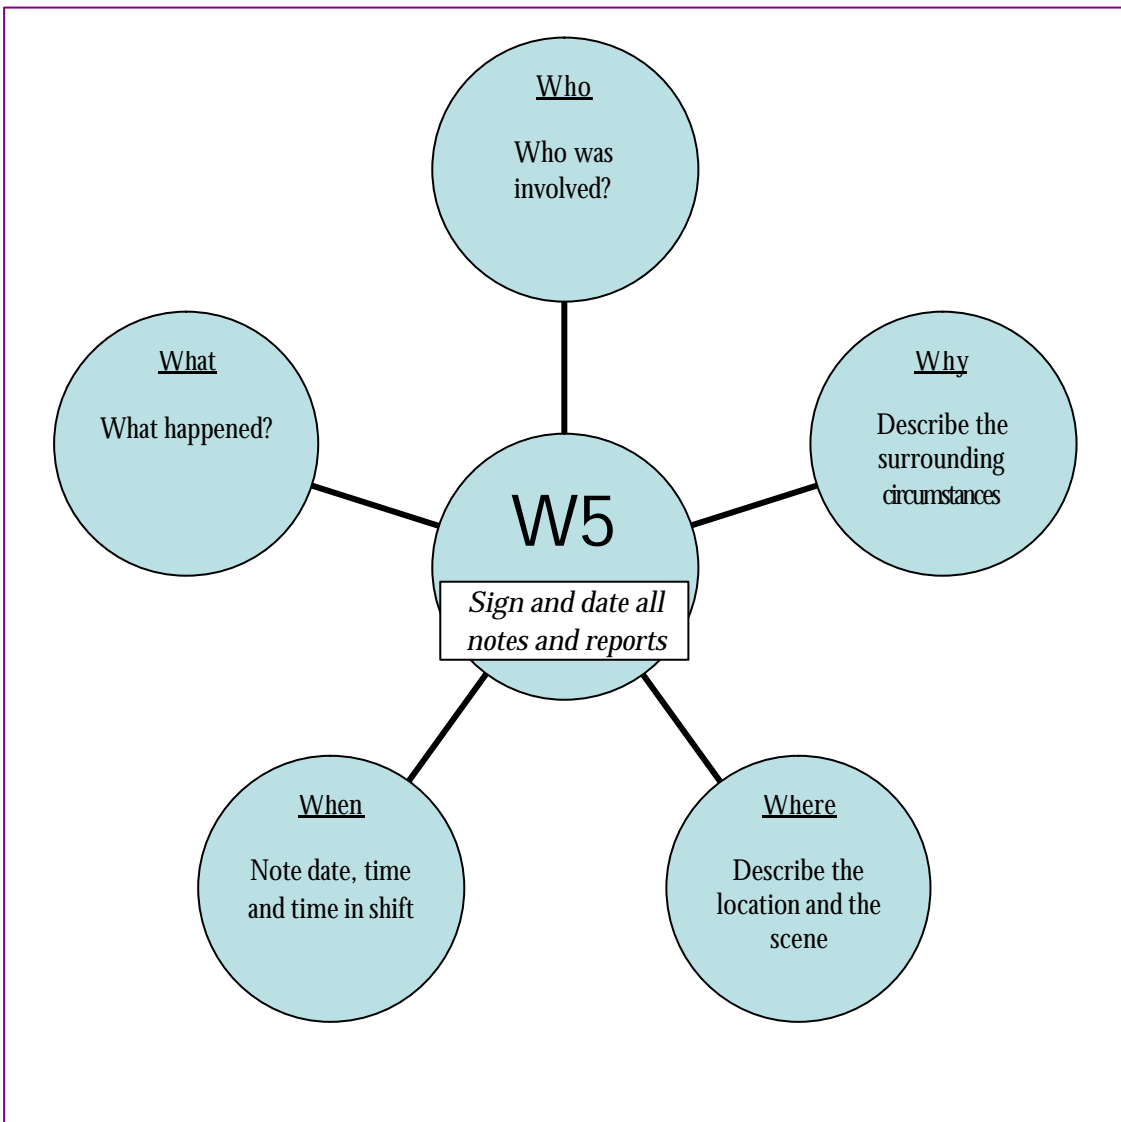 Who
Who was
involved?
What
What happened?
Why
Describe the
surrounding
circumstances
W5
Sign and date all
notes and reports
When
Note date, time
and time in shift
Where
Describe the
location and the
scene